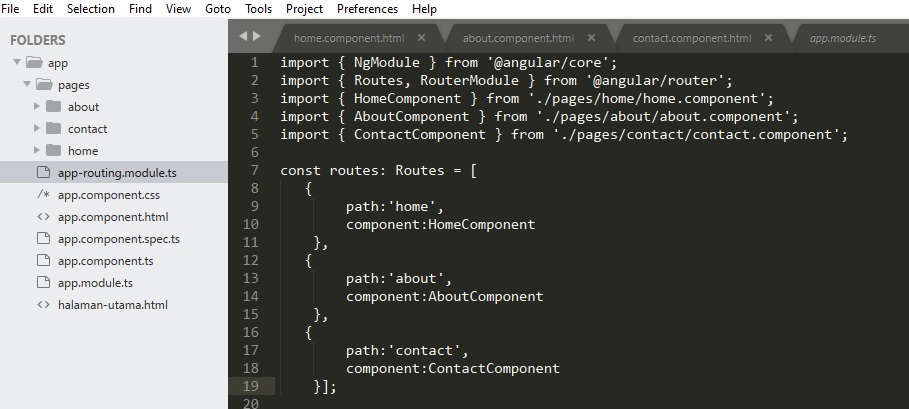 File Edit Selection Find View Goto Tools Project Preferences Help
FOLDERS
app
pages
about
contact
home
app-routing.module.ts
/* app.component.css
<> app.component.html
app.component.spec.ts
app.component.ts
app.module.ts
<> halaman-utama.html
home.component.html × about.component.html × contact.component.html × app.module.ts
1 import { NgModule } from '@angular/core';
2 import { Routes, RouterModule } from '@angular/router';
3 import { HomeComponent } from './pages/home/home.component';
4 import { AboutComponent } from './pages/about/about.component';
5 import { ContactComponent } from './pages/contact/contact.component';
6
7 const routes: Routes = [
8 {
9 path:'home',
10 component:HomeComponent
11 },
12 {
13 path:'about',
14 component:AboutComponent
15 },
16 {
17 path:'contact',
18 component:ContactComponent
19 }];
20